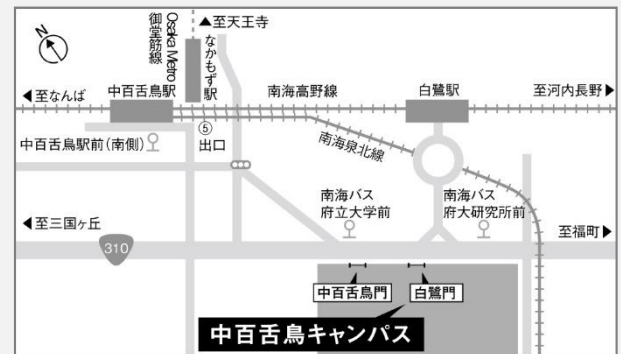 N
Osaka Metro
御堂筋線
▲至天王寺
なかもず駅
◀至なんば
中百舌鳥駅
南海高野線
白鷺駅
至河内長野▶
⑤
出口
中百舌鳥駅前(南側)
南海泉北線
南海バス
府立大学前
南海バス
府大研究所前
◀至三国ヶ丘
310
至福町▶
中百舌鳥門
白鷺門
中百舌鳥キャンパス